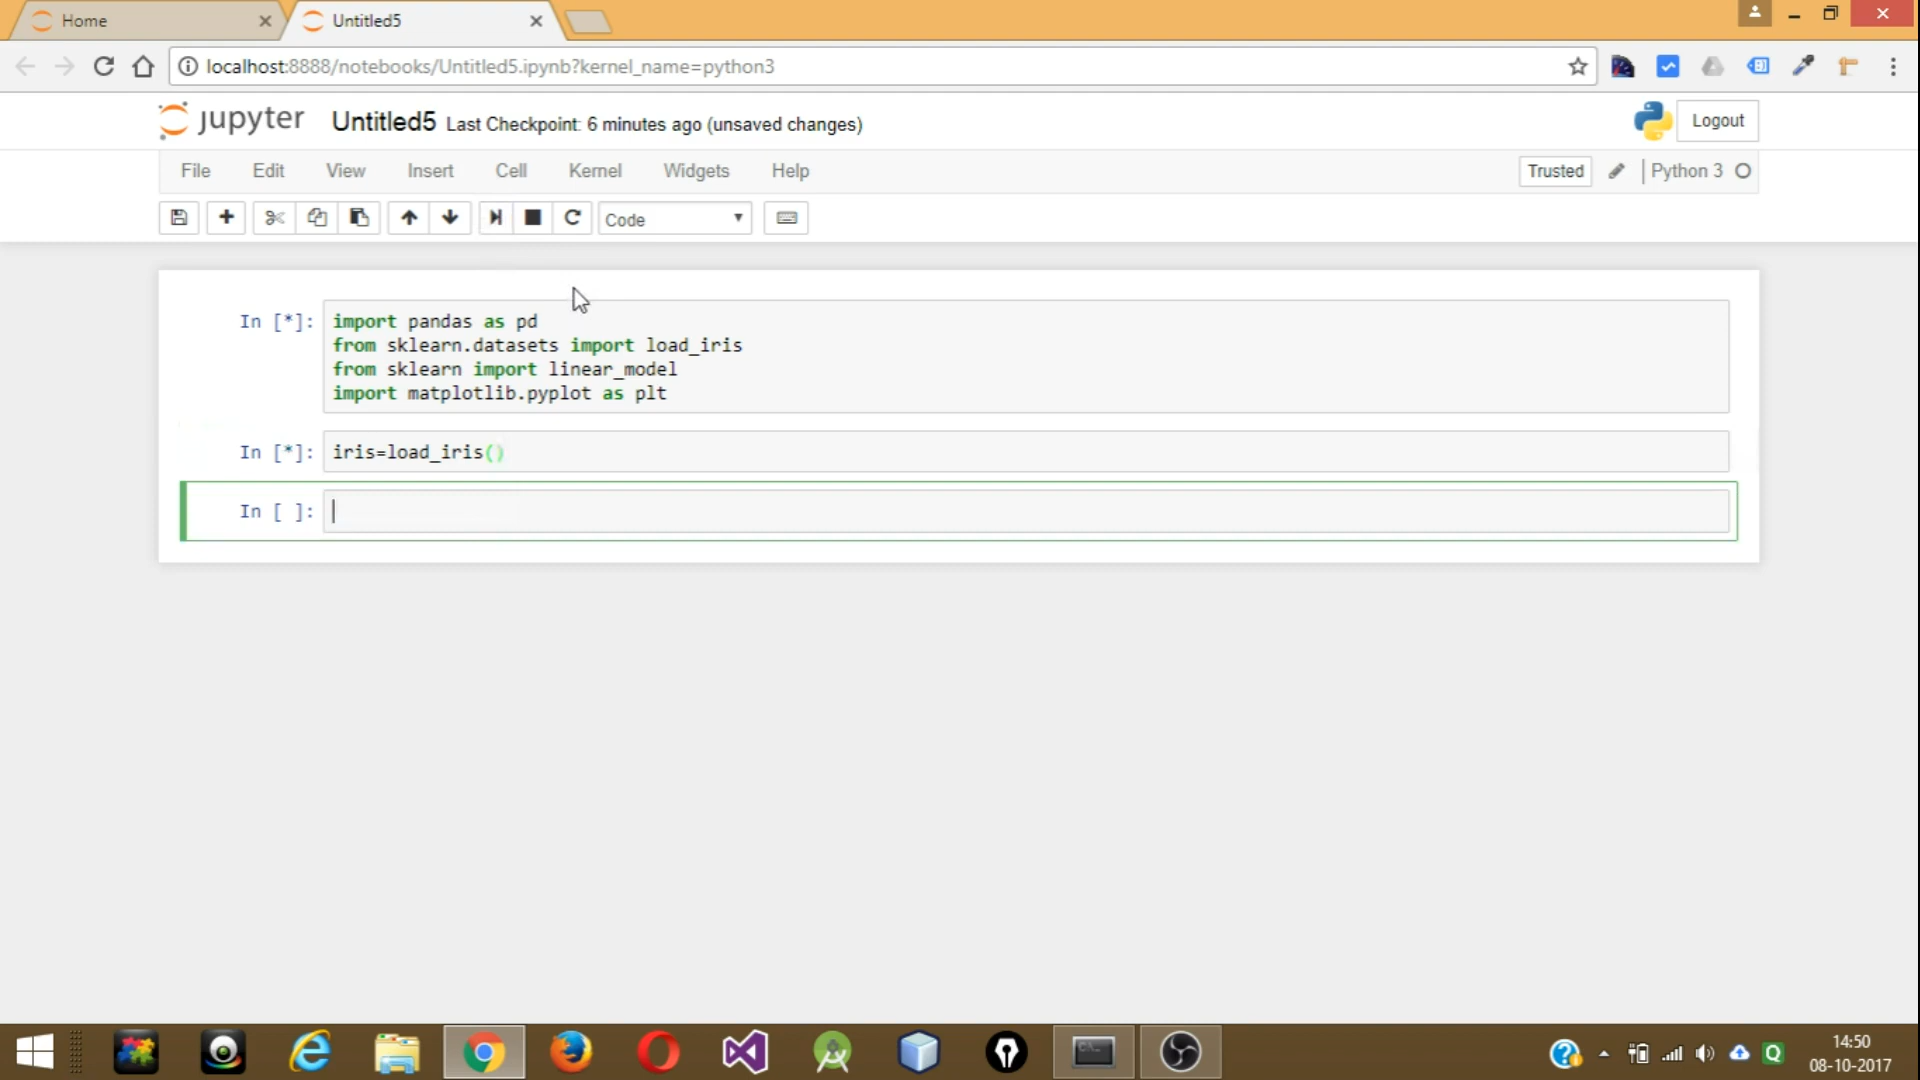 Home
Untitled5
localhost:8888/notebooks/Untitled5.ipynb?kernel_name=python3
jupyter Untitled5 Last Checkpoint: 6 minutes ago (unsaved changes)
Logout
File Edit View Insert Cell Kernel Widgets Help
Trusted Python 3
Code
In [*]: import pandas as pd
from sklearn.datasets import load_iris
from sklearn import linear_model
import matplotlib.pyplot as plt
In [*]: iris=load_iris()
In [ ]:
14:50
08-10-2017